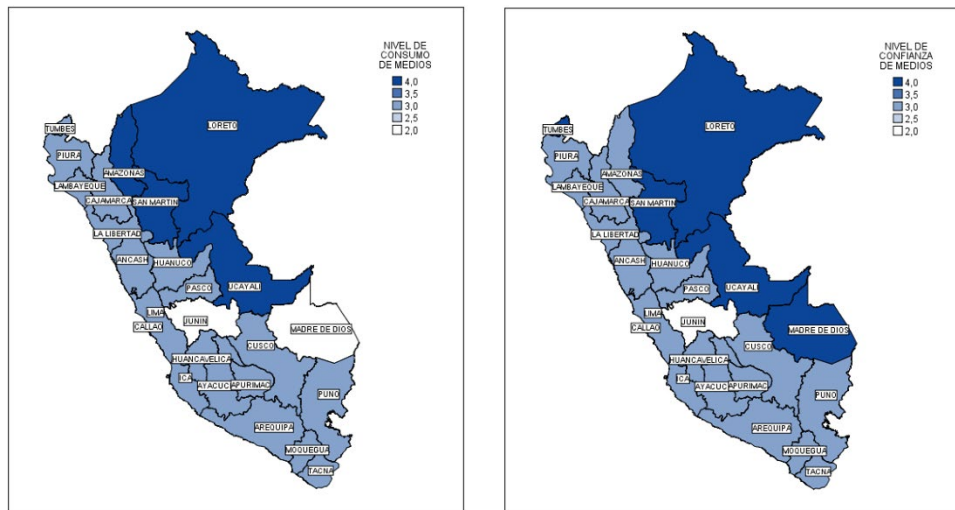 NIVEL DE
CONSUMO
DE MEDIOS
4,0
3,5
3,0
2,5
2,0
LORETO
TUMBES
PIURA
AMAZONAS
LAMBAYEQUE
CAJAMARCA
SAN MARTIN
LA LIBERTAD
ANCASH
HUANUCO
UCAYALI
PASCO
LIMA
JUNIN
CALLAO
MADRE DE DIOS
CUSCO
HUANCAVELICA
ICA
AYACUC
APURIMAC
PUNO
AREQUIPA
MOQUEGUA
TACNA
NIVEL DE
CONFIANZA
DE MEDIOS
4,0
3,5
3,0
2,5
2,0
LORETO
TUMBES
PIURA
AMAZONAS
LAMBAYEQUE
CAJAMARCA
SAN MARTIN
LA LIBERTAD
ANCASH
HUANUCO
UCAYALI
PASCO
LIMA
JUNIN
CALLAO
MADRE DE DIOS
CUSCO
HUANCAVELICA
ICA
AYACUC
APURIMAC
PUNO
AREQUIPA
MOQUEGUA
TACNA